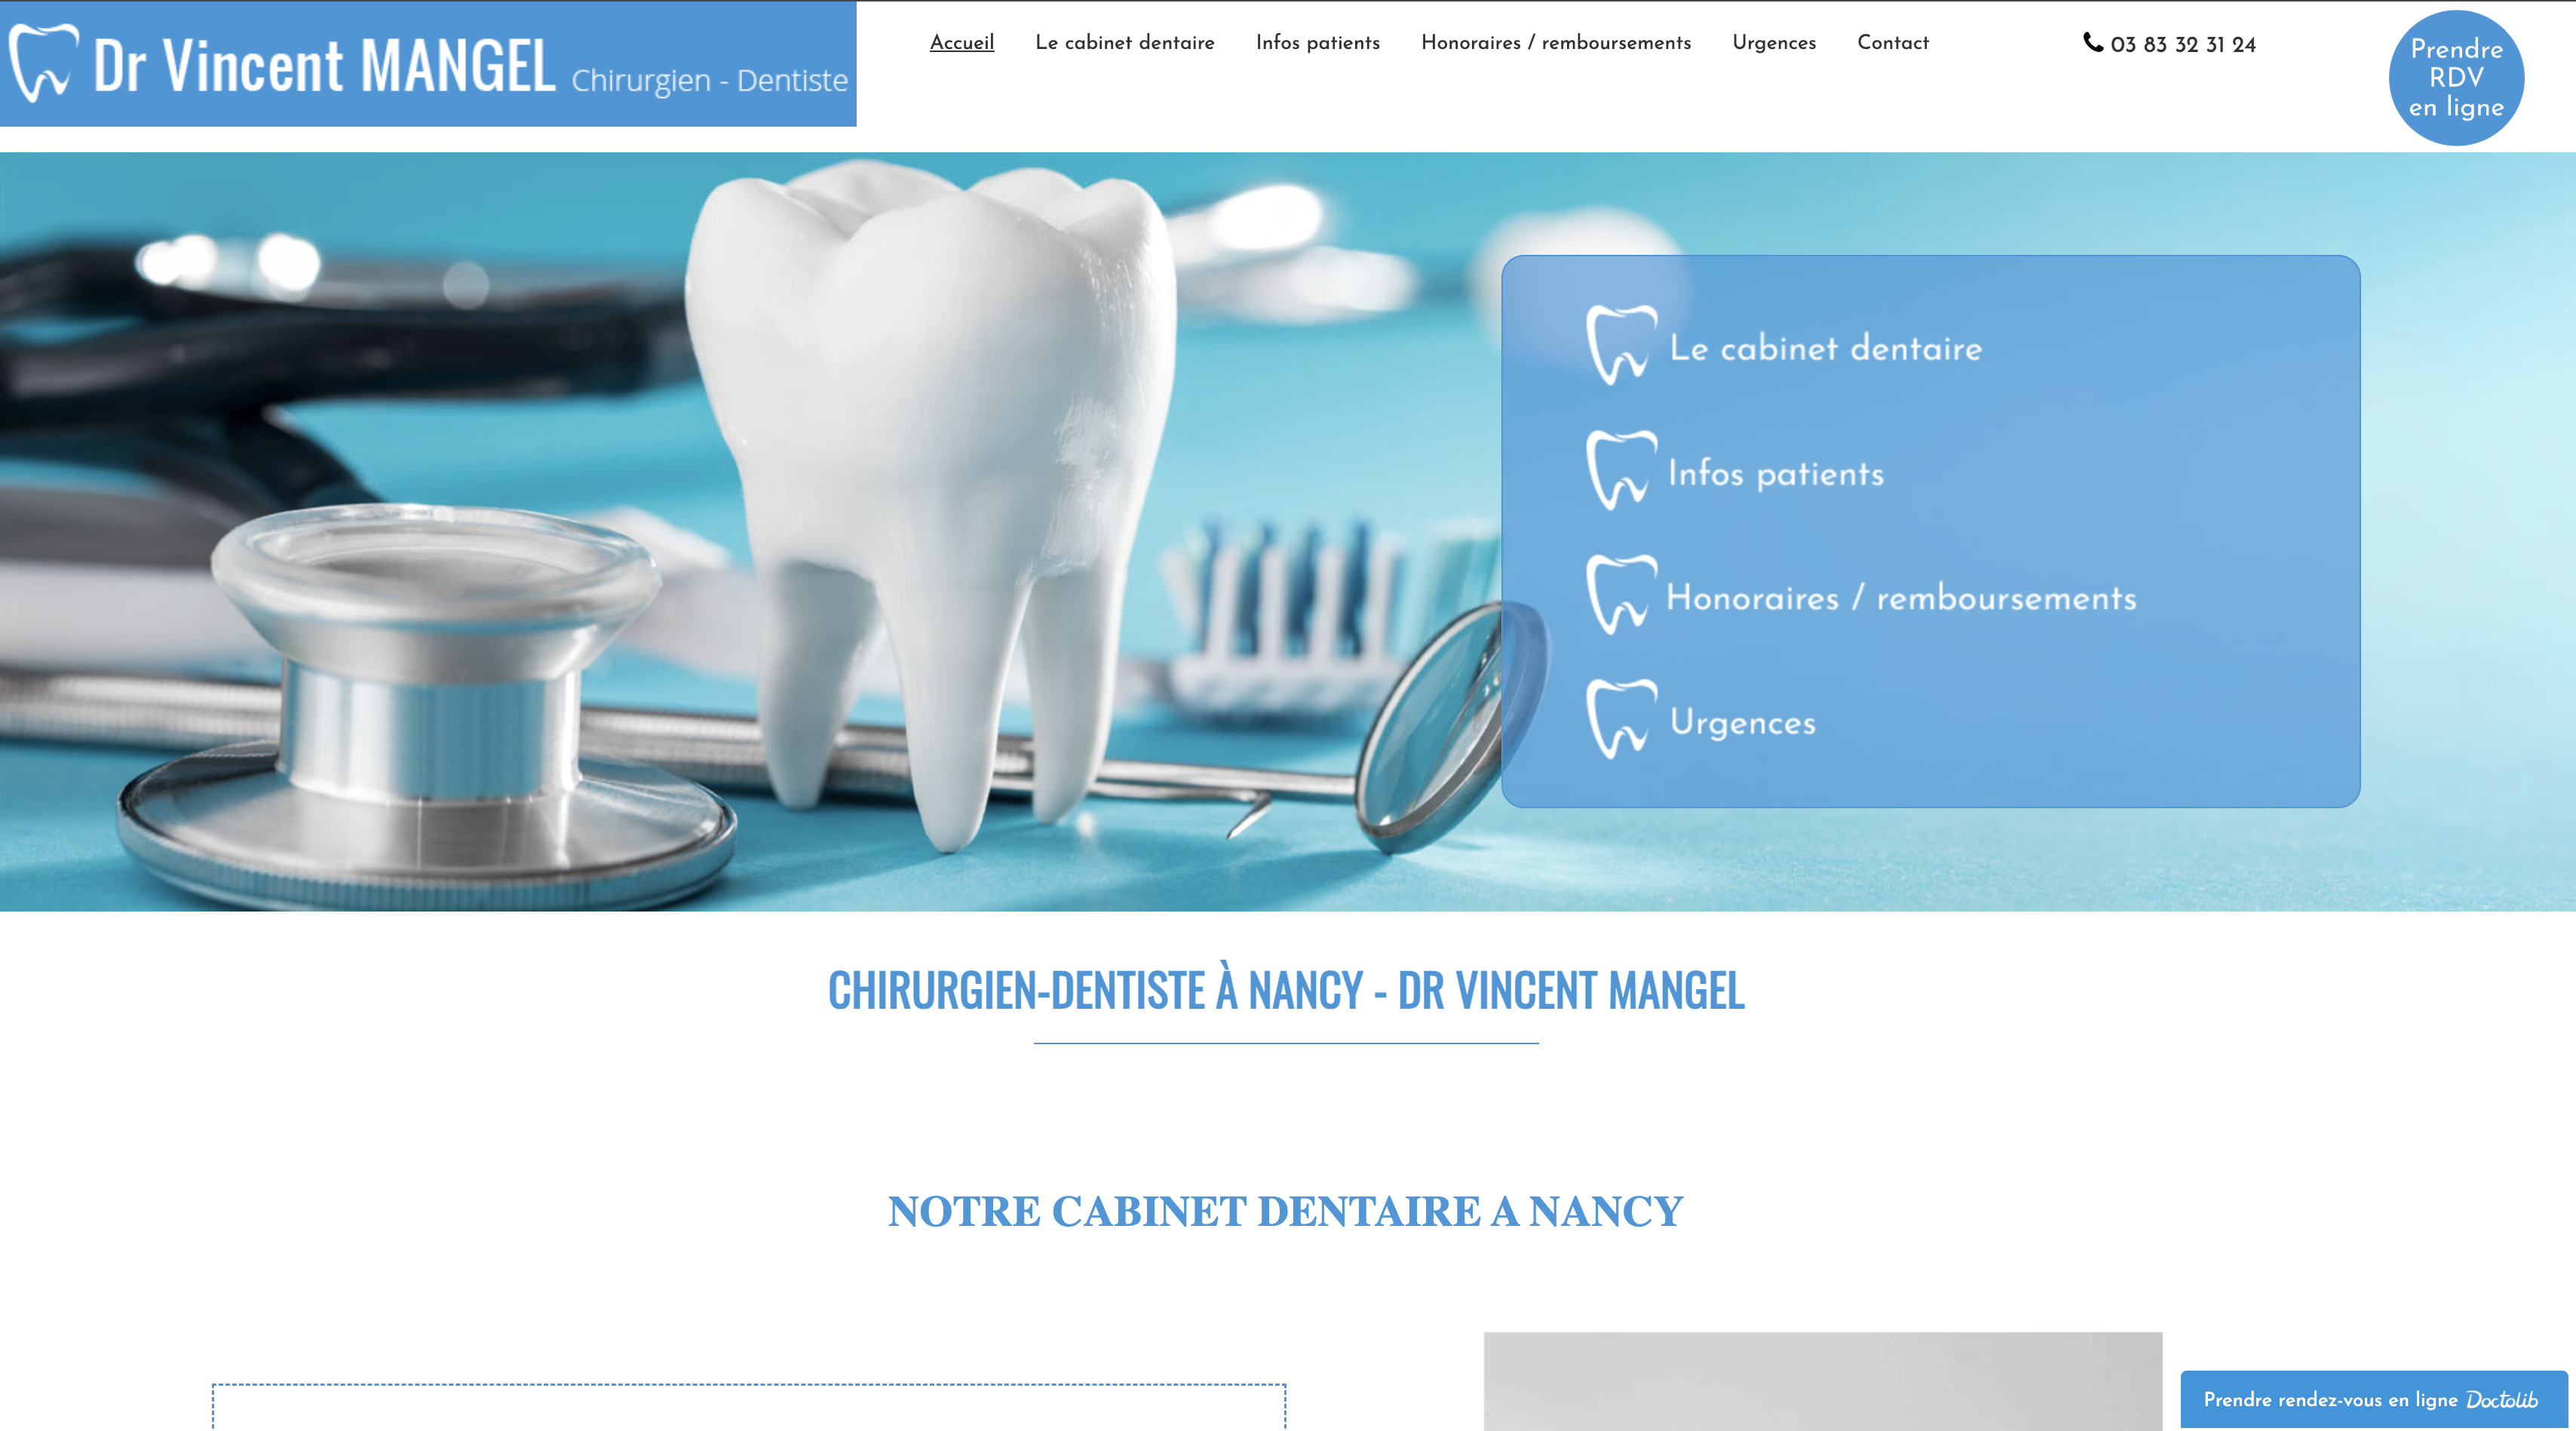 Dr Vincent MANGEL Chirurgien - Dentiste
Accueil Le cabinet dentaire Infos patients Honoraires / remboursements Urgences Contact
03 83 32 31 24
Prendre
RDV
en ligne
Le cabinet dentaire
Infos patients
Honoraires / remboursements
Urgences
CHIRURGIEN-DENTISTE À NANCY - DR VINCENT MANGEL
NOTRE CABINET DENTAIRE A NANCY
Prendre rendez-vous en ligne Doctolib